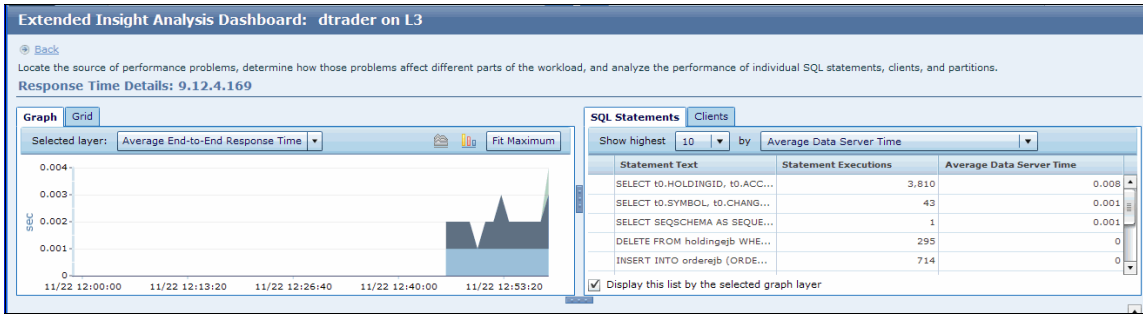 Extended Insight Analysis Dashboard: dtrader on L3
Back
Locate the source of performance problems, determine how those problems affect different parts of the workload, and analyze the performance of individual SQL statements, clients, and partitions.
Response Time Details: 9.12.4.169
Graph Grid
Selected layer: Average End-to-End Response Time Fit Maximum
0.004
0.003
0.002
0.001
0
sec
11/22 12:00:00 11/22 12:13:20 11/22 12:26:40 11/22 12:40:00 11/22 12:53:20
SQL Statements Clients
Show highest 10 by Average Data Server Time
Statement Text Statement Executions Average Data Server Time
SELECT t0.HOLDINGID, t0.ACC... 3,810 0.008
SELECT t0.SYMBOL, t0.CHANG... 43 0.001
SELECT SEQSCHEMA AS SEQUE... 1 0.001
DELETE FROM holdingejb WHE... 295 0
INSERT INTO orderejb (ORDE... 714 0
Display this list by the selected graph layer